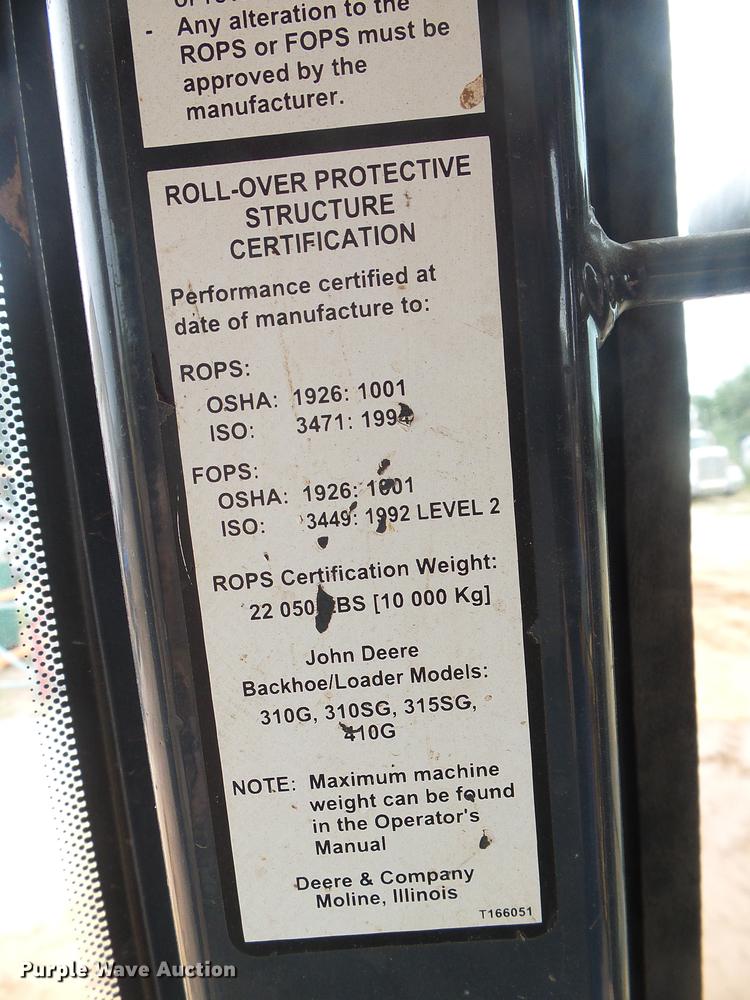 - Any alteration to the
ROPS or FOPS must be
approved by the
manufacturer.
ROLL-OVER PROTECTIVE
STRUCTURE
CERTIFICATION
Performance certified at
date of manufacture to:
ROPS:
OSHA: 1926: 1001
ISO: 3471: 1994
FOPS:
OSHA: 1926: 1001
ISO: 3449: 1992 LEVEL 2
ROPS Certification Weight:
22 050 LBS [10 000 Kg]
John Deere
Backhoe/Loader Models:
310G, 310SG, 315SG,
410G
NOTE: Maximum machine
weight can be found
in the Operator's
Manual
Deere & Company
Moline, Illinois
T166051
Purple Wave Auction